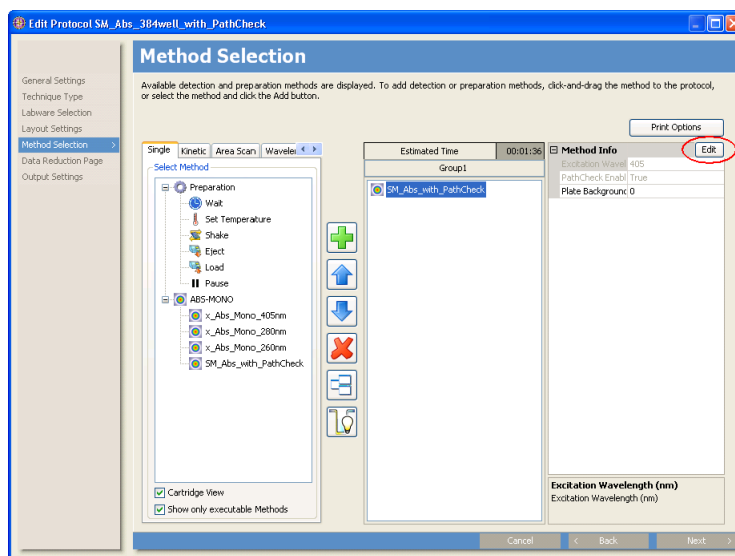 Edit Protocol SM_Abs_384well_with_PathCheck
Method Selection
General Settings
Technique Type
Labware Selection
Layout Settings
Method Selection >
Data Reduction Page
Output Settings
Available detection and preparation methods are displayed. To add detection or preparation methods, click-and-drag the method to the protocol,
or select the method and click the Add button.
Print Options
Single Kinetic Area Scan Wavelei
Select Method
Preparation
Wait
Set Temperature
Shake
Eject
Load
Pause
ABS-MONO
x_Abs_Mono_405nm
x_Abs_Mono_280nm
x_Abs_Mono_260nm
SM_Abs_with_PathCheck
Cartridge View
Show only executable Methods
Estimated Time 00:01:36
Group1
SM_Abs_with_PathCheck
Method Info Edit
Excitation Wavel 405
PathCheck Enabl True
Plate Background 0
Excitation Wavelength (nm)
Excitation Wavelength (nm)
Cancel < Back Next >